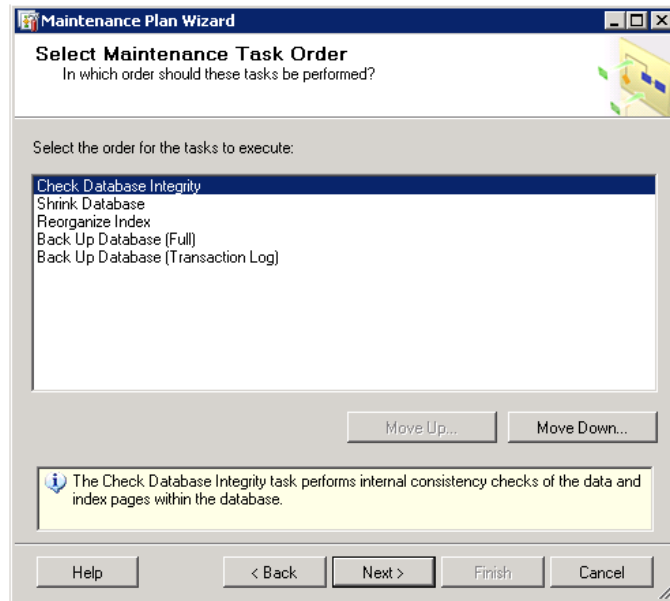 Maintenance Plan Wizard
Select Maintenance Task Order
In which order should these tasks be performed?
Select the order for the tasks to execute:
Check Database Integrity
Shrink Database
Reorganize Index
Back Up Database (Full)
Back Up Database (Transaction Log)
Move Up...
Move Down...
The Check Database Integrity task performs internal consistency checks of the data and
index pages within the database.
Help
< Back
Next >
Finish
Cancel